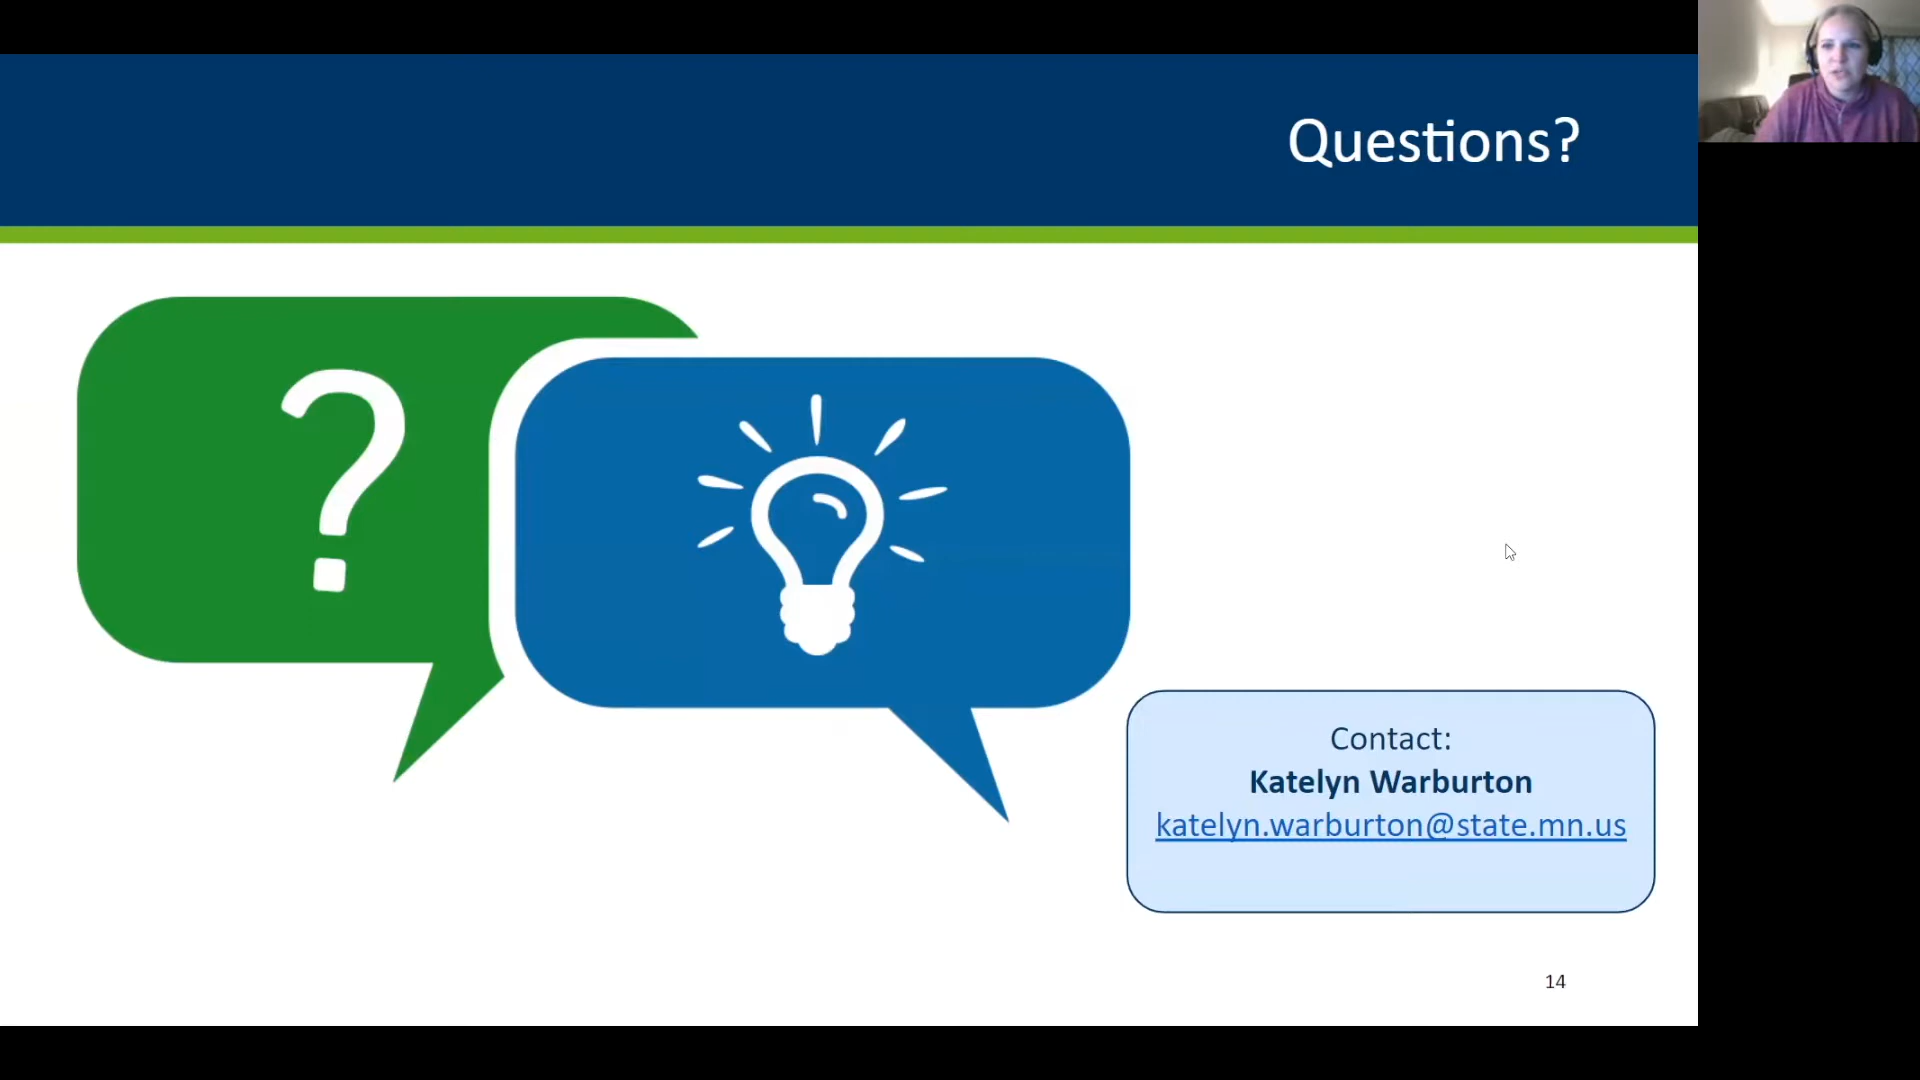 Questions?
?
Contact:
Katelyn Warburton
katelyn.warburton@state.mn.us
14